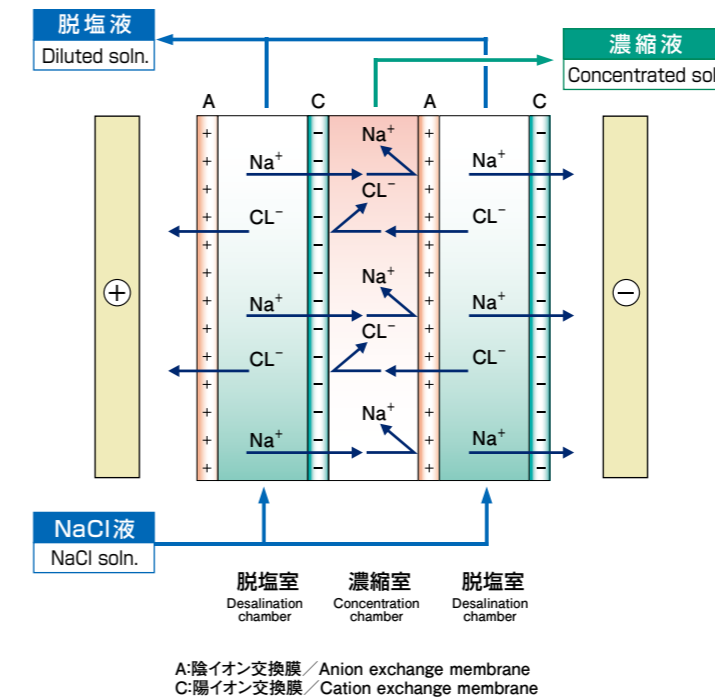 脱塩液
Diluted soln.
濃縮液
Concentrated sol
A C A C
+ − + −
Na⁺
Na⁺ Na⁺
CL⁻
CL⁻ CL⁻
Na⁺
Na⁺ Na⁺
CL⁻
CL⁻ CL⁻
Na⁺
Na⁺ Na⁺
+ −
NaCl液
NaCl soln.
脱塩室 濃縮室 脱塩室
Desalination Concentration Desalination
chamber chamber chamber
A:陰イオン交換膜／Anion exchange membrane
C:陽イオン交換膜／Cation exchange membrane